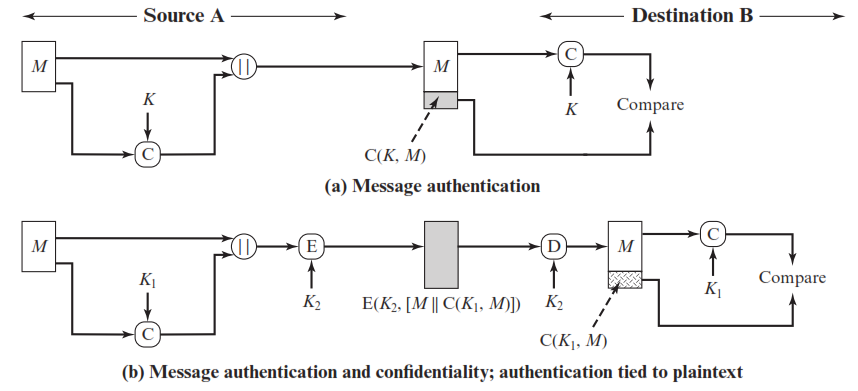 Source A
Destination B
M
||
M
C
K
K
Compare
C
C(K, M)
(a) Message authentication
M
||
E
D
M
C
K₁
K₂
E(K₂, [M || C(K₁, M)])
K₂
K₁
Compare
C
C(K₁, M)
(b) Message authentication and confidentiality; authentication tied to plaintext